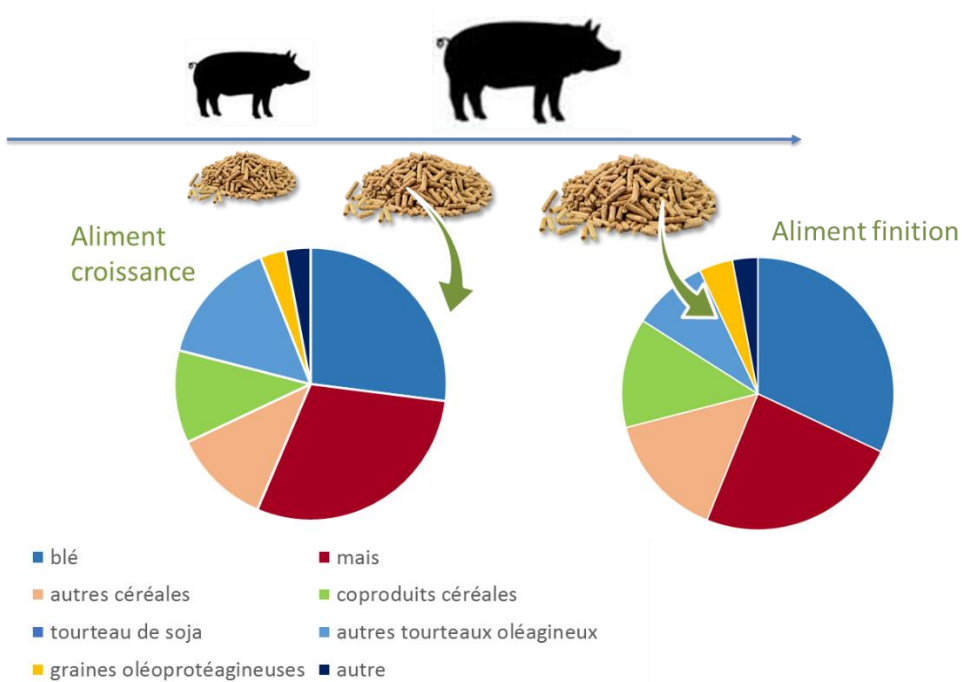 Aliment
croissance
Aliment finition
blé
mais
autres céréales
coproduits céréales
tourteau de soja
autres tourteaux oléagineux
graines oléoprotéagineuses
autre